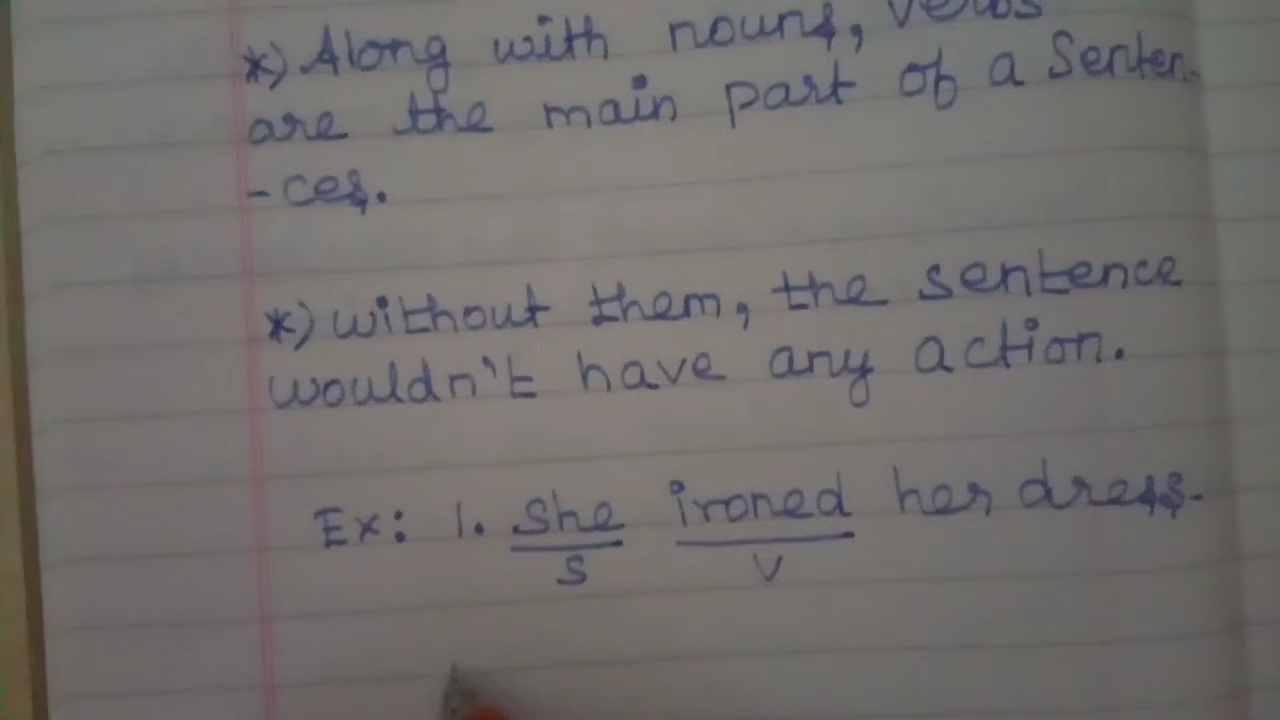 *) Along with nouns, verbs
are the main part of a Senten-
-ces.
*) without them, the sentence
wouldn't have any action.
Ex: 1. She ironed her dress.
S V